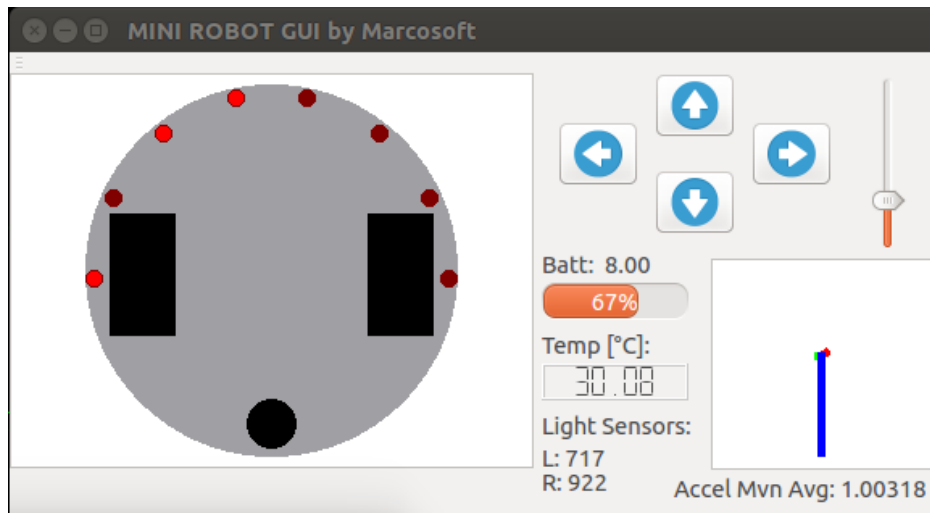 MINI ROBOT GUI by Marcosoft
Batt: 8.00
67%
Temp [°C]:
30.08
Light Sensors:
L: 717
R: 922
Accel Mvn Avg: 1.00318